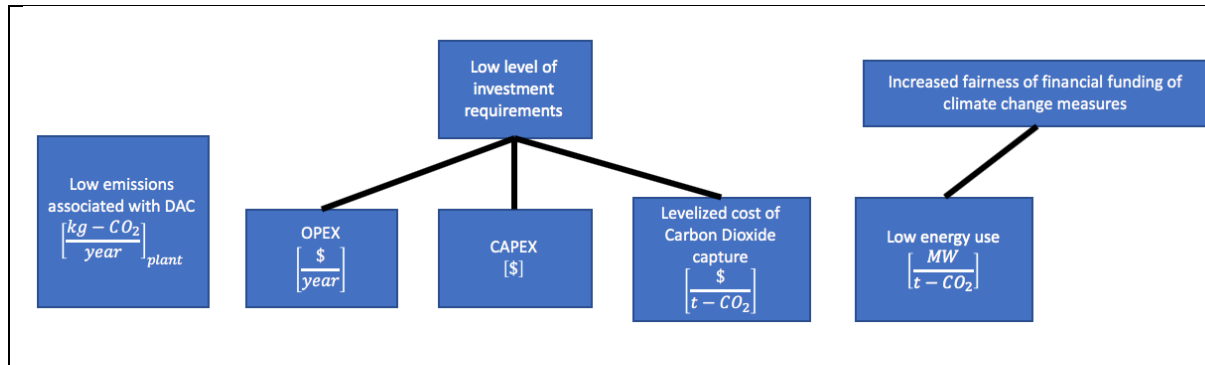 Low level of
investment
requirements
Increased fairness of financial funding of
climate change measures
Low emissions
associated with DAC
[kg − CO₂ / year]plant
OPEX
[$ / year]
CAPEX
[$]
Levelized cost of
Carbon Dioxide
capture
[$ / t − CO₂]
Low energy use
[MW / t − CO₂]